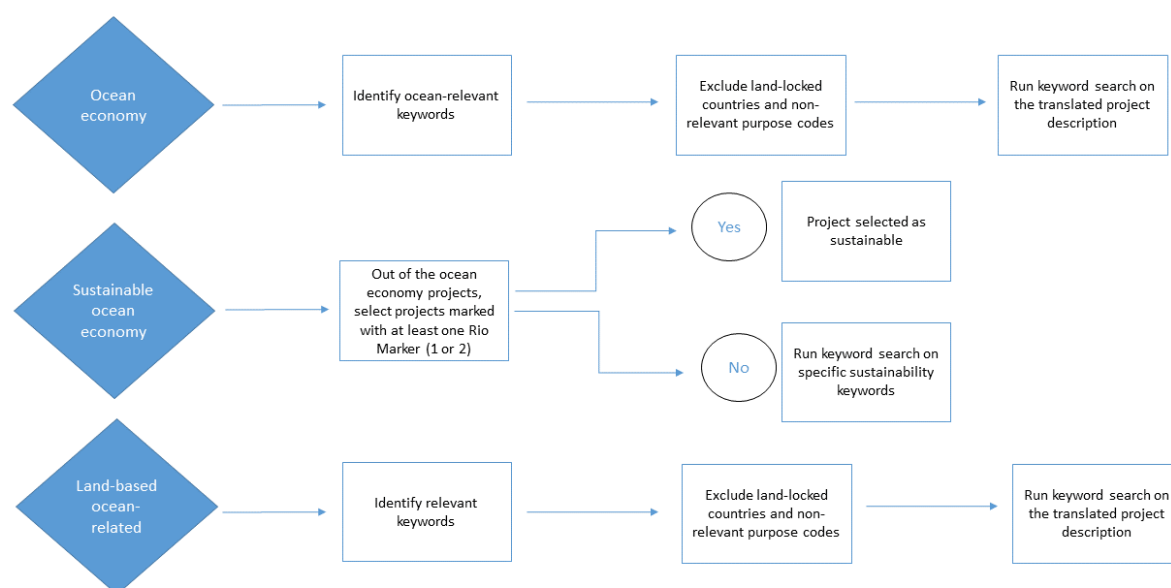 Ocean
economy
Identify ocean-relevant
keywords
Exclude land-locked
countries and non-
relevant purpose codes
Run keyword search on
the translated project
description
Sustainable
ocean
economy
Out of the ocean
economy projects,
select projects marked
with at least one Rio
Marker (1 or 2)
Yes
Project selected as
sustainable
No
Run keyword search on
specific sustainability
keywords
Land-based
ocean-
related
Identify relevant
keywords
Exclude land-locked
countries and non-
relevant purpose codes
Run keyword search on
the translated project
description